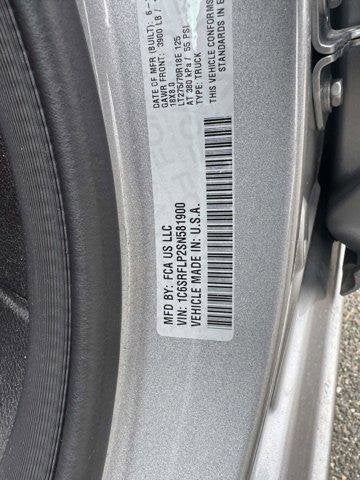 MFD BY: FCA US LLC
DATE OF MFR (BUILT): 6-
GAWR FRONT: 3900 LB /
18X8.0
LT275/70R18E 125
AT 380 kPa / 55 PSI
TYPE: TRUCK
THIS VEHICLE CONFORMS
STANDARDS IN E
VIN: 1C6SRFLP2SN581900
VEHICLE MADE IN: U.S.A.